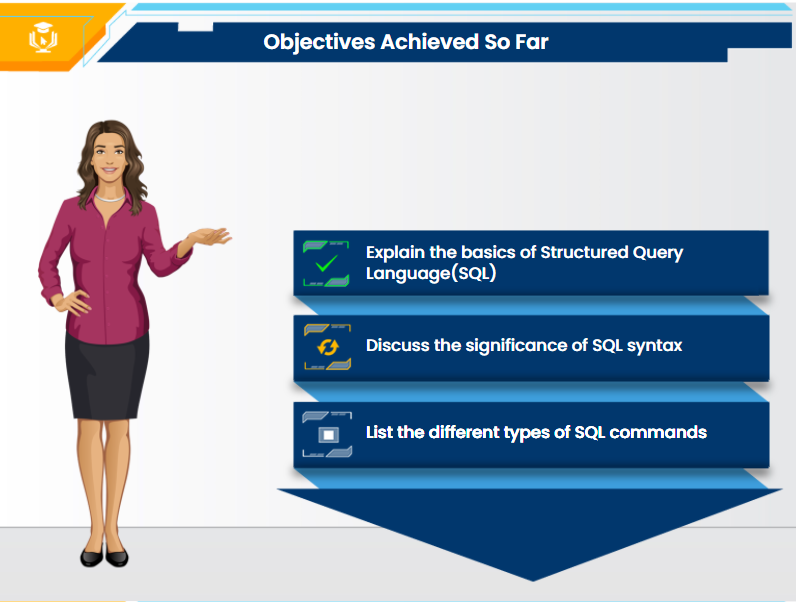 Objectives Achieved So Far
Explain the basics of Structured Query
Language(SQL)
Discuss the significance of SQL syntax
List the different types of SQL commands